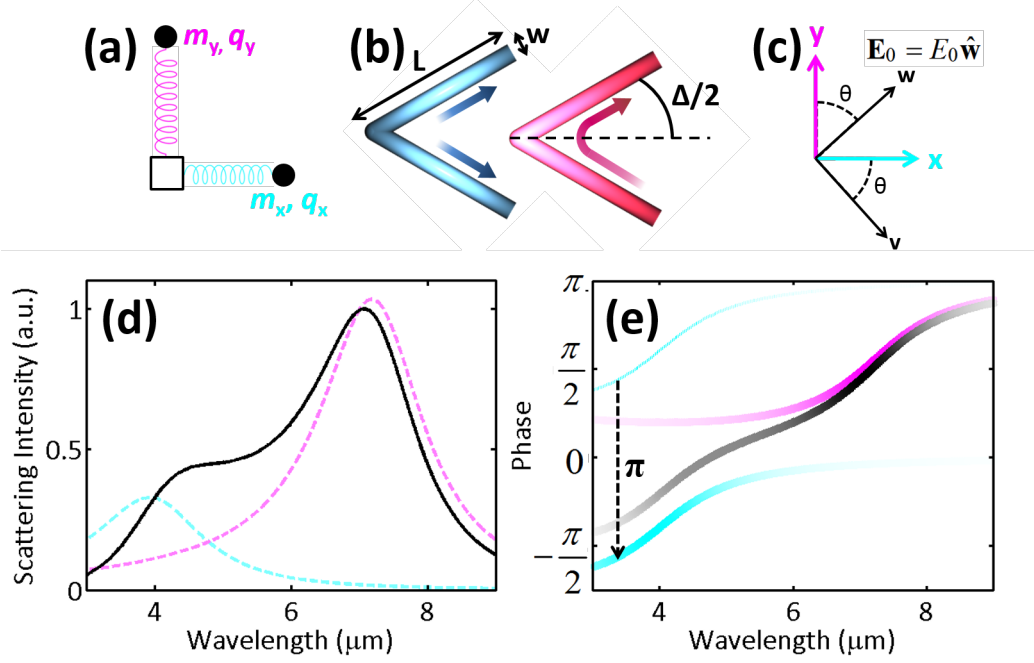 (a)
m_y, q_y
m_x, q_x
(b)
L
w
Δ/2
(c)
y
E₀ = E₀ŵ
w
θ
x
θ
v
(d)
Scattering Intensity (a.u.)
1
0.5
0
4
6
8
Wavelength (μm)
(e)
Phase
π
π/2
0
-π/2
π
4
6
8
Wavelength (μm)